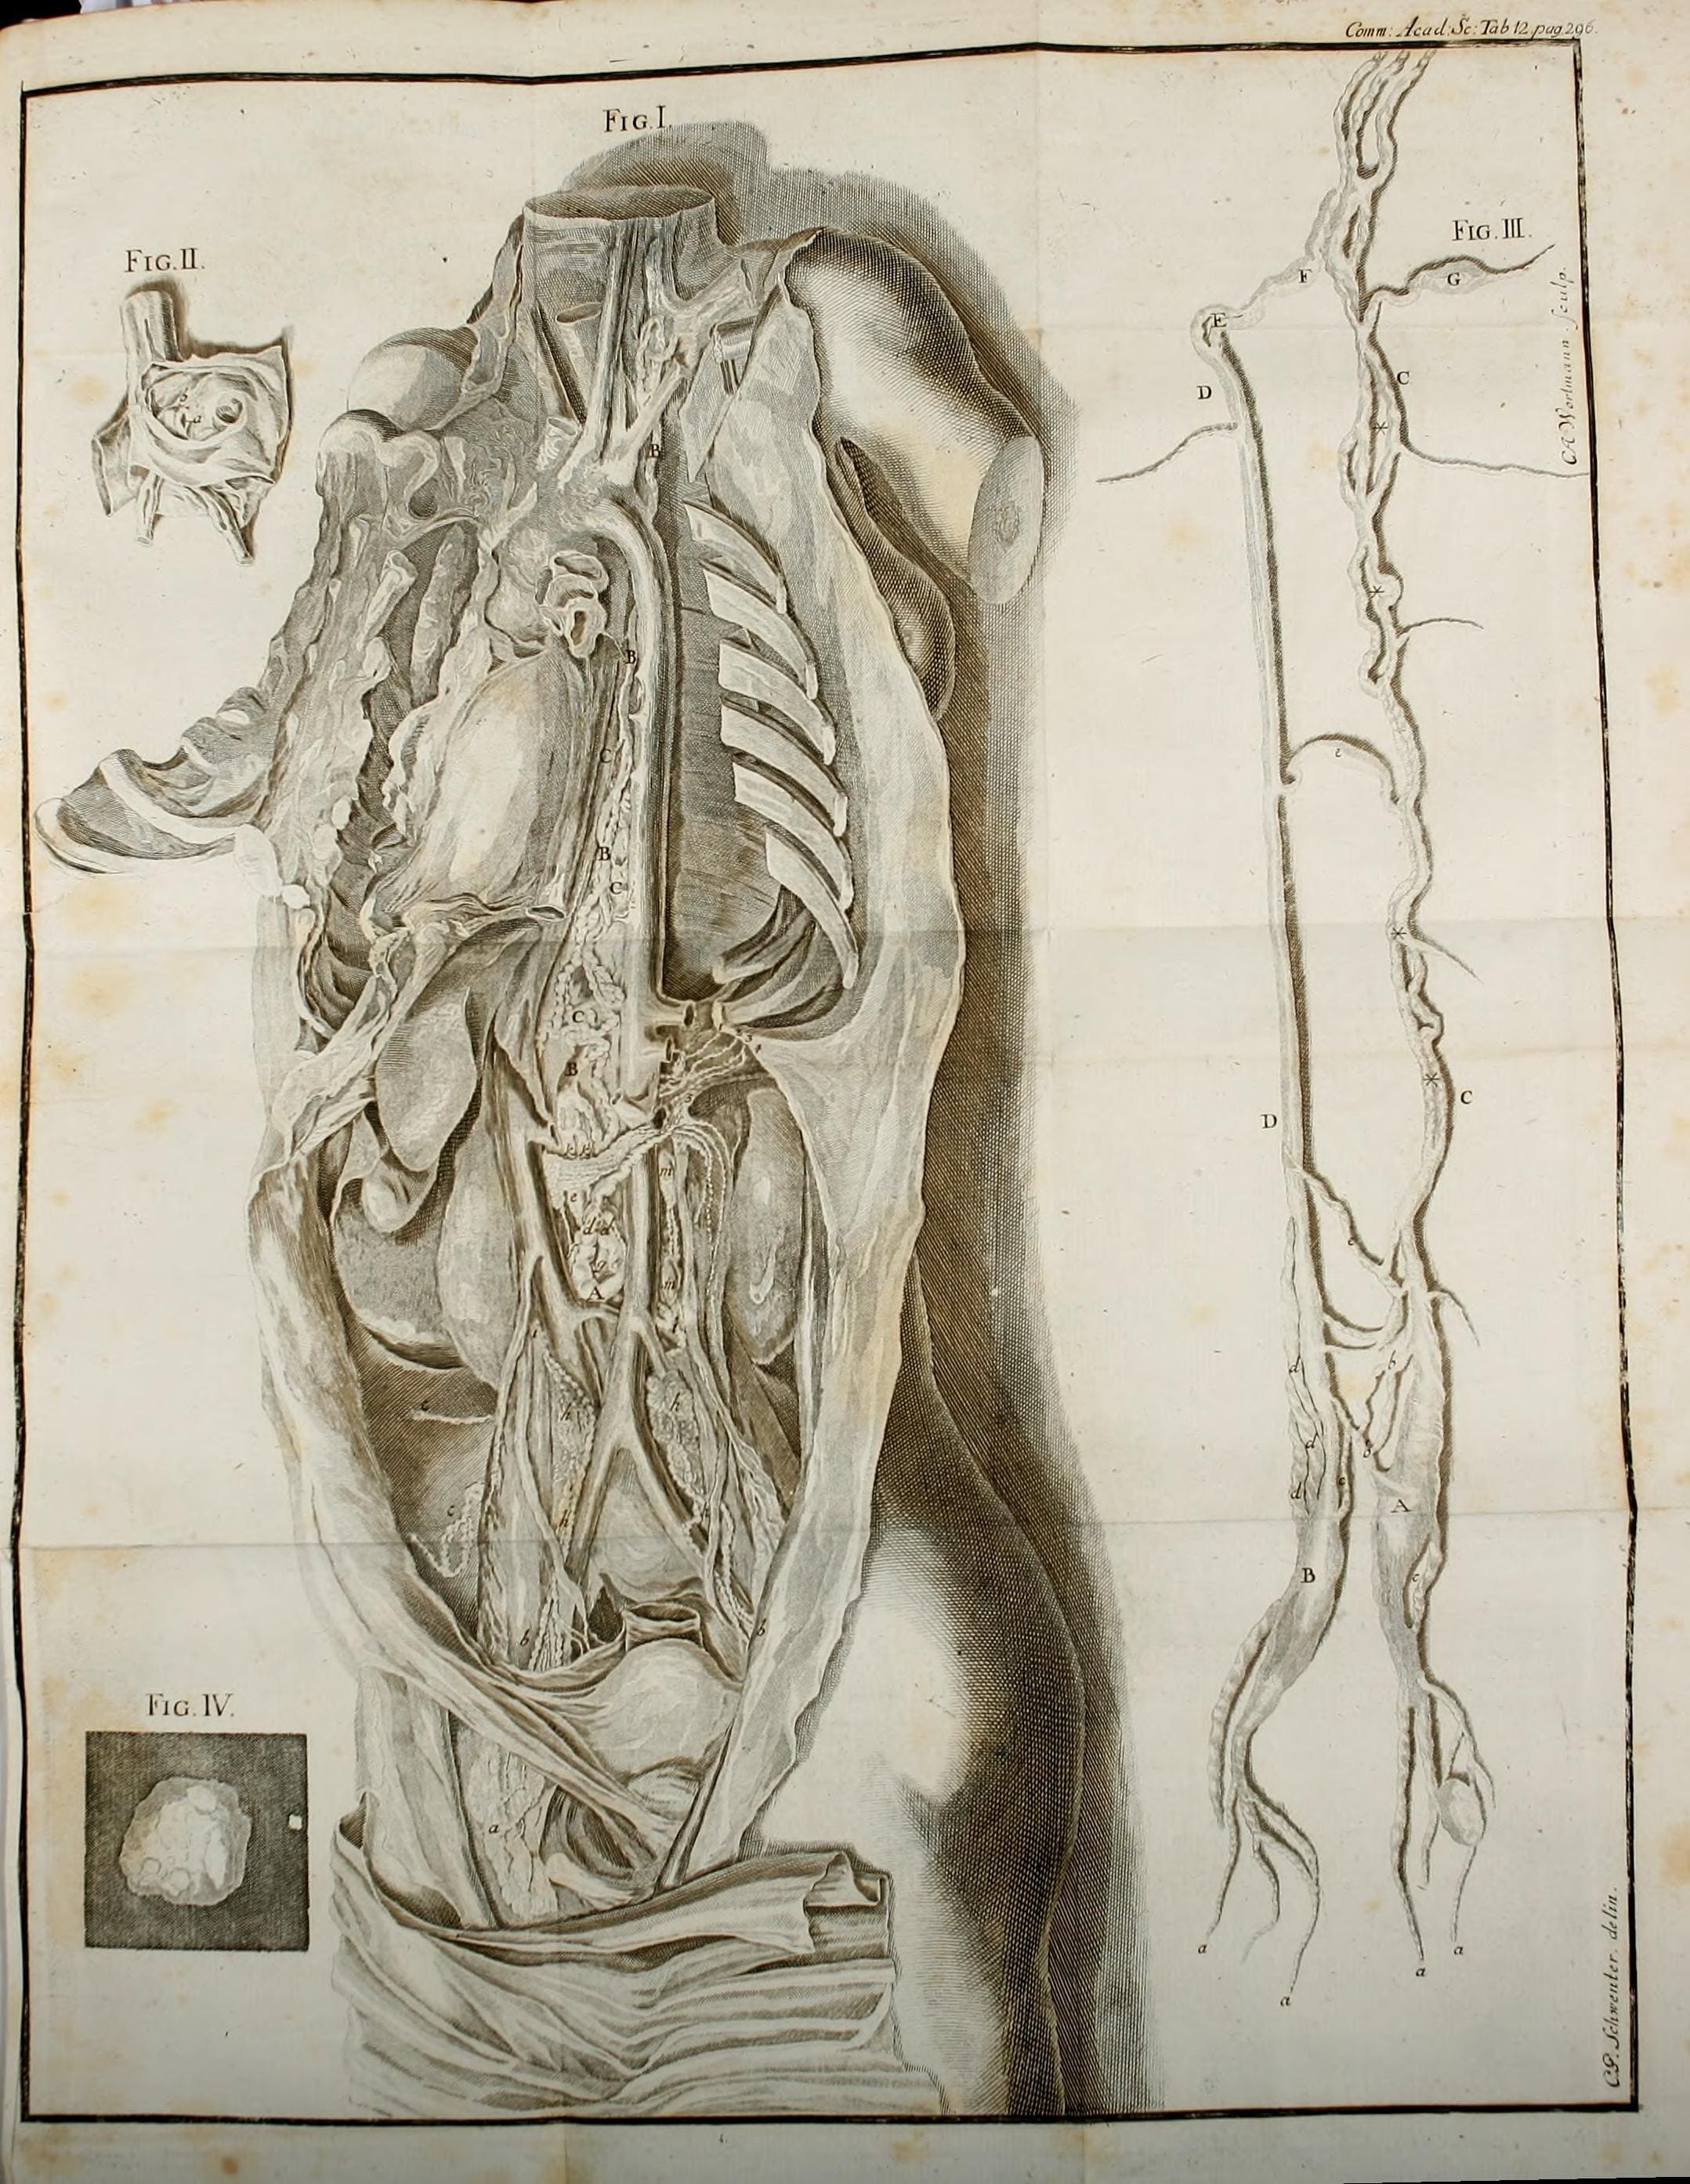 Comm: Acad: Sc: Tab 12 pag 296.
FIG. I.
FIG. II.
a
FIG. III.
F
G
E
D
C
C.A. Wortmann Sculp.
*
*
e
*
*
C
D
e
d
b
d
g
c
d
A
B
c
a
a
a
a
B
B
C
B
C
C
B
e
m
e
d d
g
m
A
i
l
c
h
h
c
h
b
b
a
FIG. IV.
C.P. Schwenter. delin.